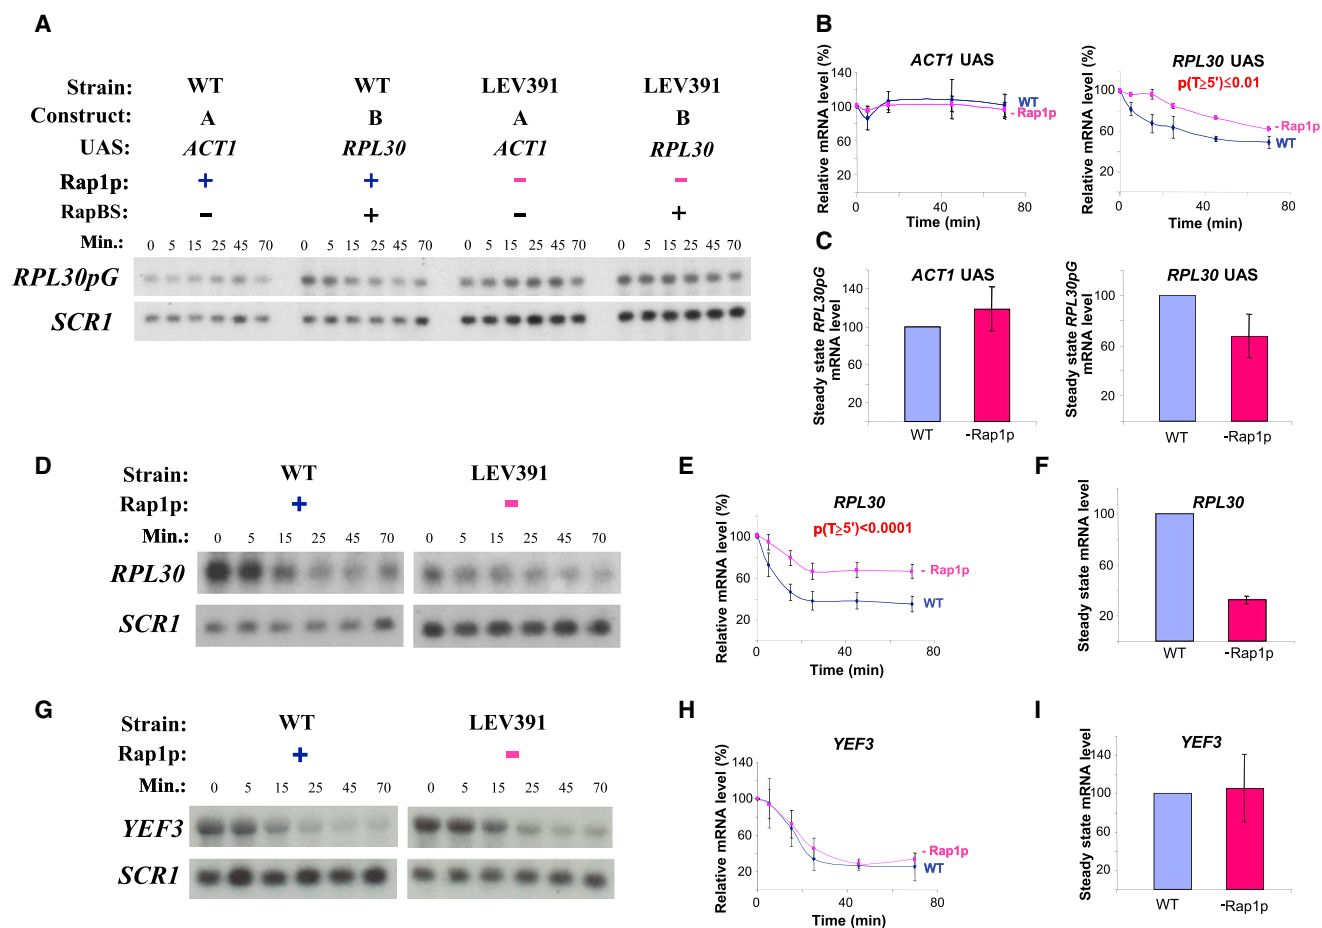 A
Strain: WT WT LEV391 LEV391
Construct: A B A B
UAS: ACT1 RPL30 ACT1 RPL30
Rap1p: + + - -
RapBS: - + - +
Min.: 0 5 15 25 45 70 0 5 15 25 45 70 0 5 15 25 45 70 0 5 15 25 45 70
RPL30pG
SCR1
B
ACT1 UAS
Relative mRNA level (%)
140
100
60
20
WT
- Rap1p
0 40 80
Time (min)
RPL30 UAS
p(T≥5')≤0.01
Relative mRNA level (%)
100
60
20
- Rap1p
WT
0 40 80
Time (min)
C
ACT1 UAS
Steady state RPL30pG
mRNA level
140
100
60
20
WT -Rap1p
RPL30 UAS
Steady state RPL30pG
mRNA level
100
60
20
WT -Rap1p
D
Strain: WT LEV391
Rap1p: + -
Min.: 0 5 15 25 45 70 0 5 15 25 45 70
RPL30
SCR1
E
RPL30
p(T≥5')<0.0001
Relative mRNA level (%)
100
60
20
- Rap1p
WT
0 40 80
Time (min)
F
RPL30
Steady state mRNA level
100
60
20
WT -Rap1p
G
Strain: WT LEV391
Rap1p: + -
Min.: 0 5 15 25 45 70 0 5 15 25 45 70
YEF3
SCR1
H
YEF3
Relative mRNA level (%)
140
100
60
20
- Rap1p
WT
0 40 80
Time (min)
I
YEF3
Steady state mRNA level
140
100
60
20
WT -Rap1p